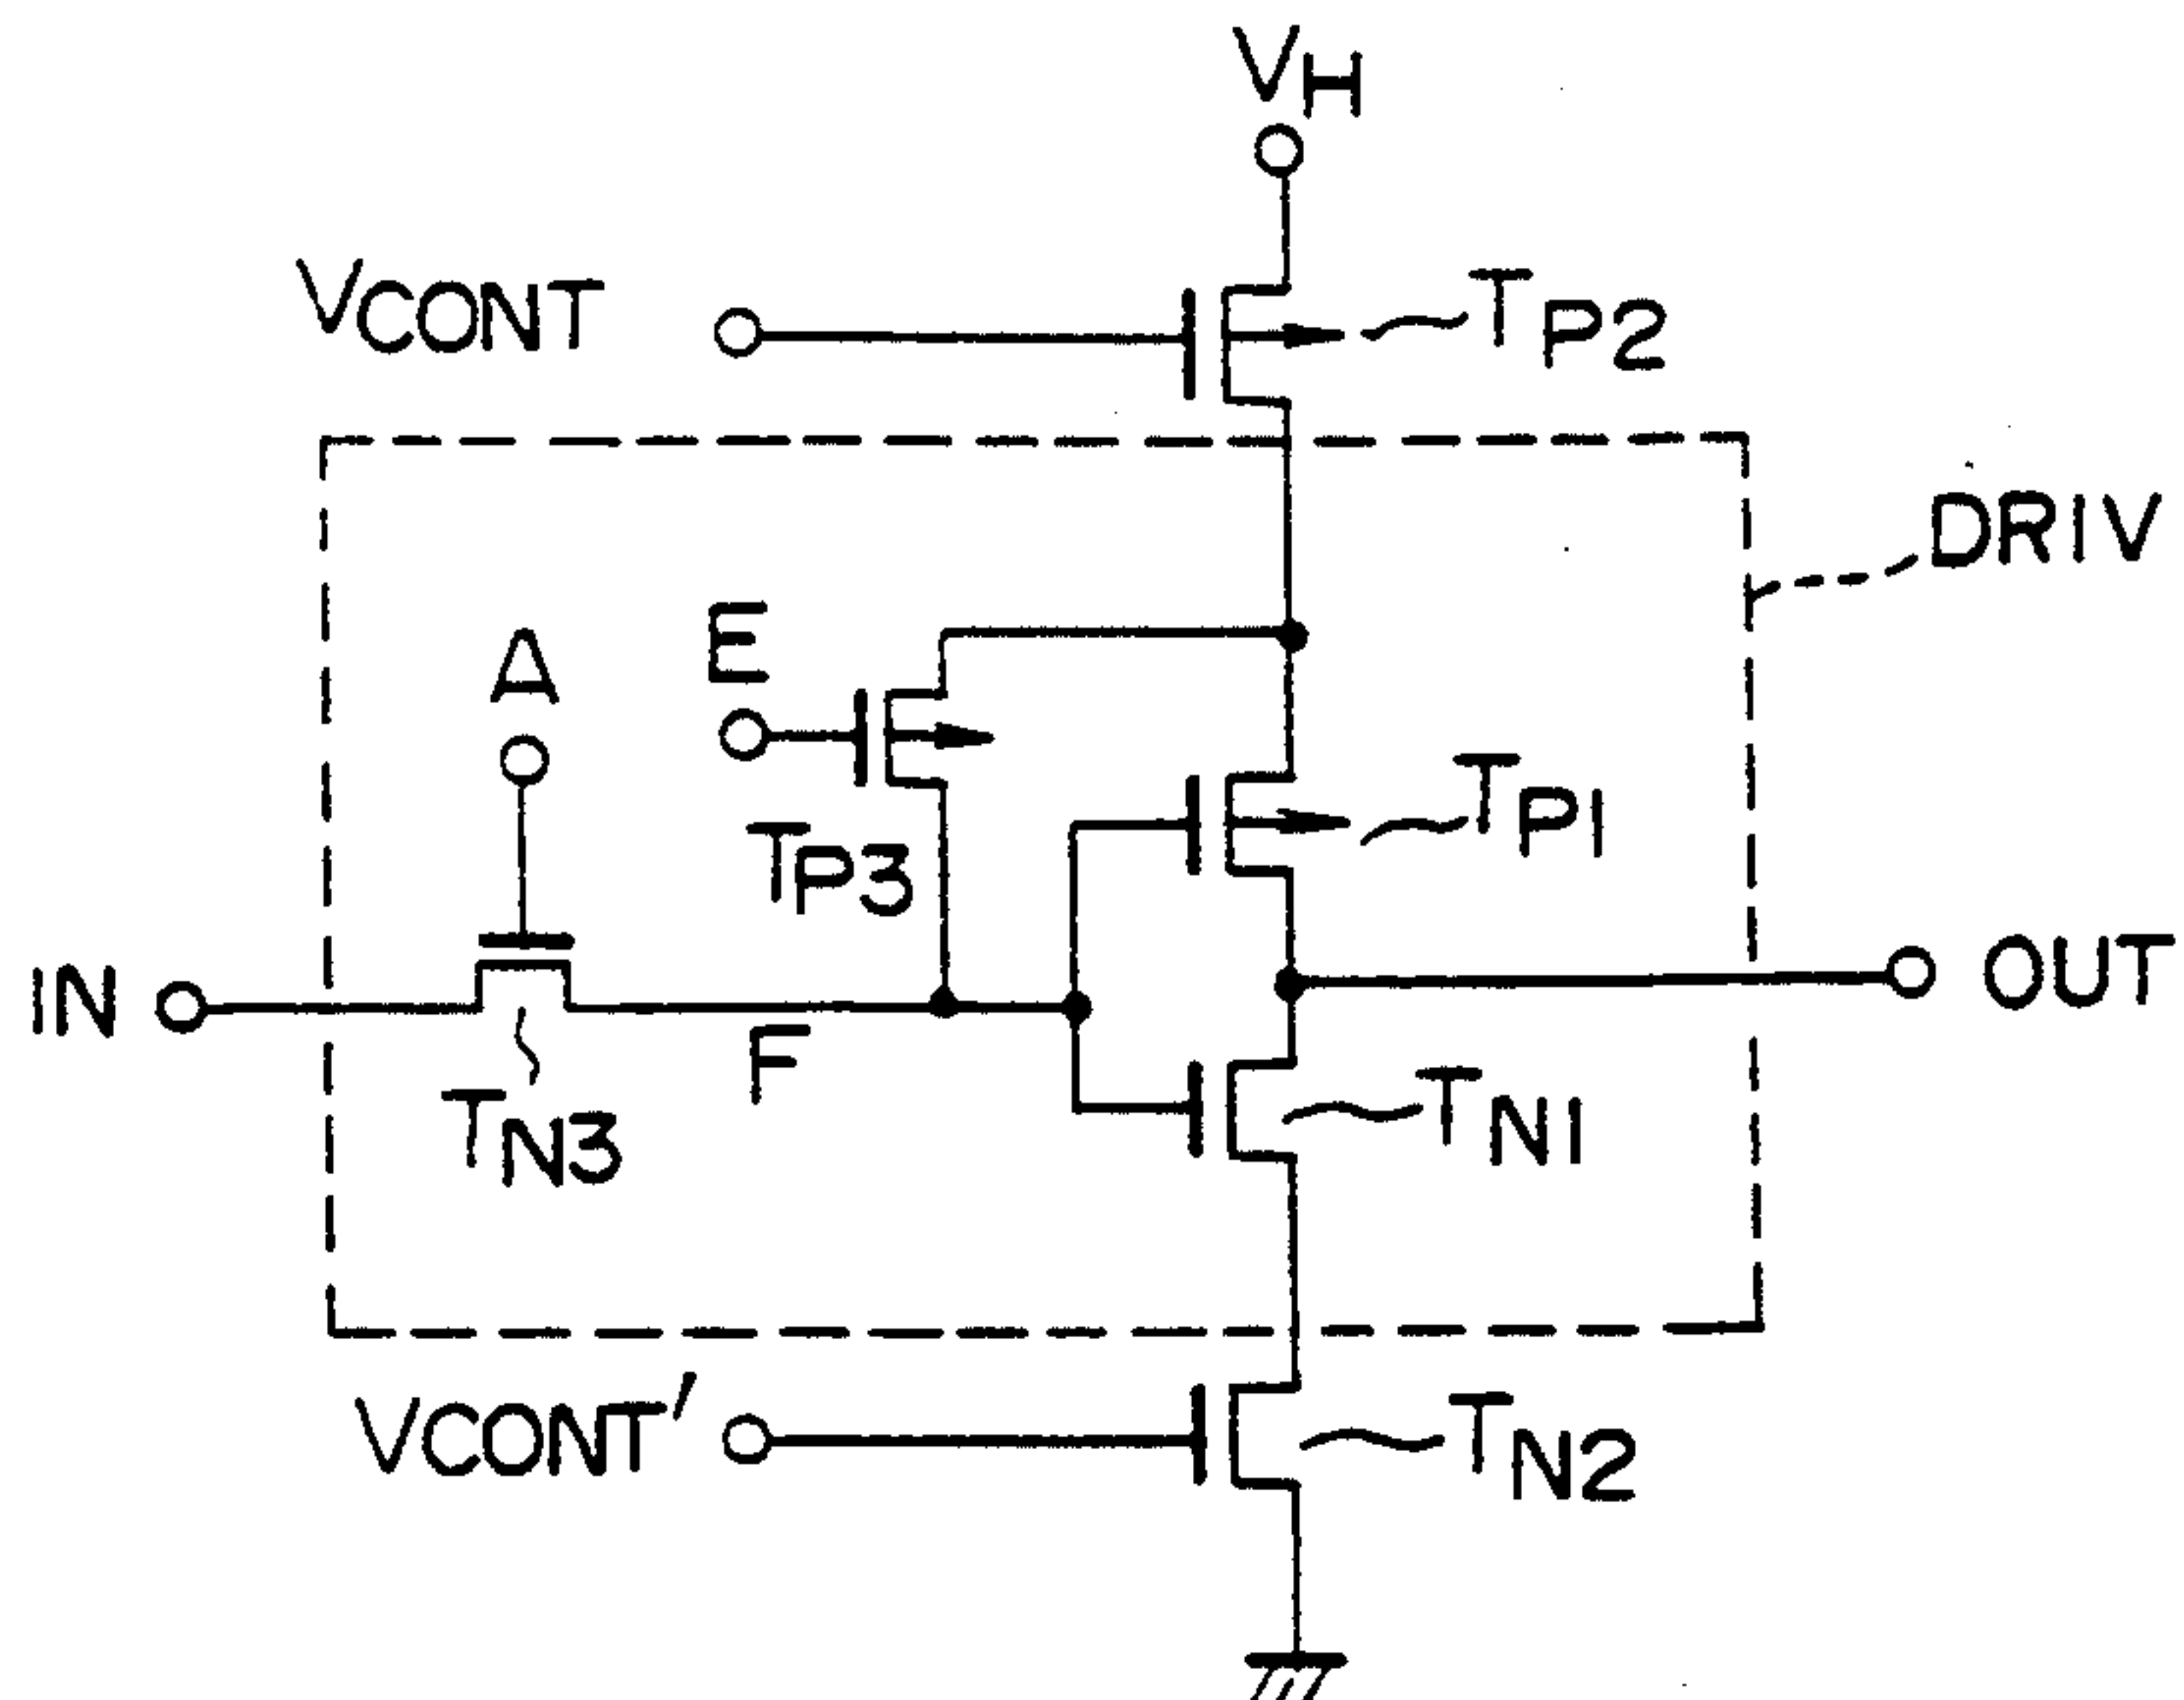 VH
VCONT
TP2
DRIV
E
A
TP1
TP3
IN
OUT
F
TN3
TN1
VCONT'
TN2